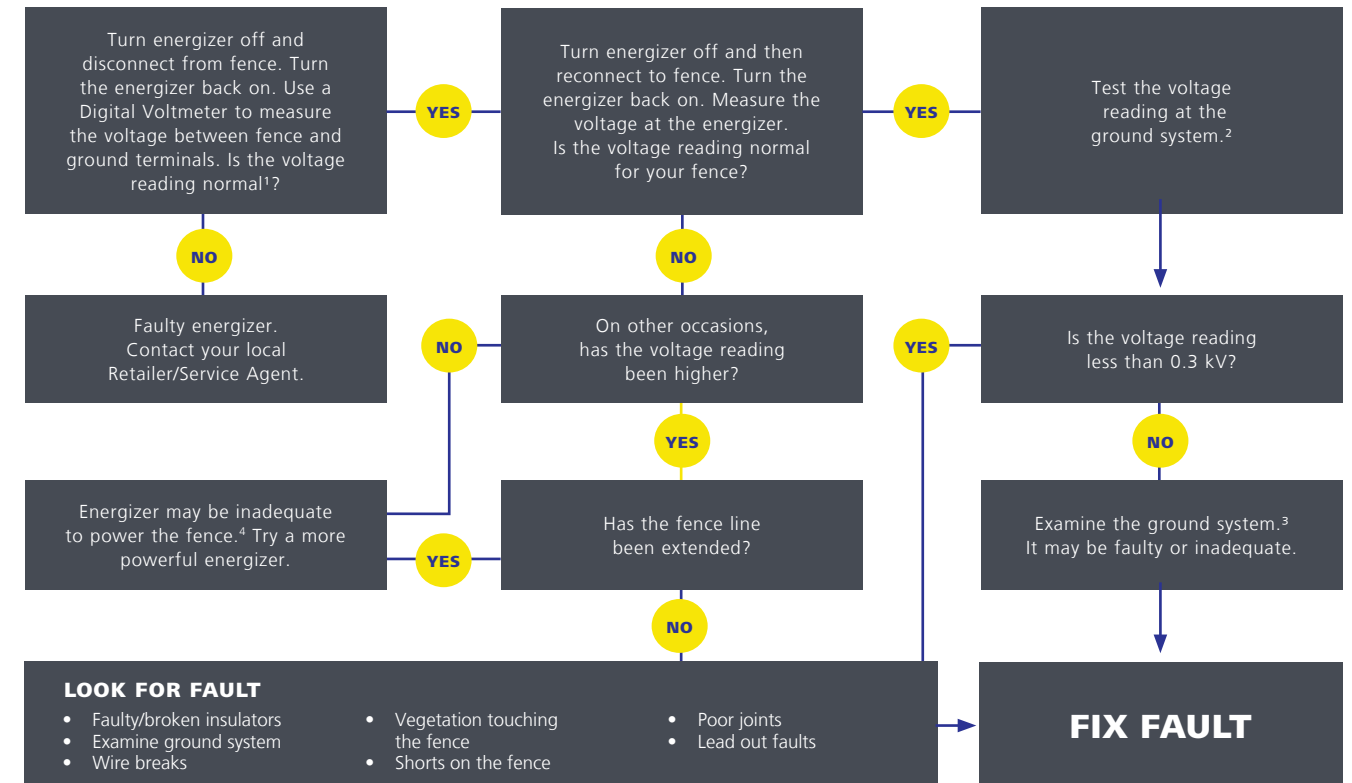 Turn energizer off and
disconnect from fence. Turn
the energizer back on. Use a
Digital Voltmeter to measure
the voltage between fence and
ground terminals. Is the voltage
reading normal¹?
YES
Turn energizer off and then
reconnect to fence. Turn the
energizer back on. Measure the
voltage at the energizer.
Is the voltage reading normal
for your fence?
YES
Test the voltage
reading at the
ground system.²
NO
NO
Faulty energizer.
Contact your local
Retailer/Service Agent.
NO
On other occasions,
has the voltage reading
been higher?
YES
Is the voltage reading
less than 0.3 kV?
YES
NO
Energizer may be inadequate
to power the fence.⁴ Try a more
powerful energizer.
YES
Has the fence line
been extended?
Examine the ground system.³
It may be faulty or inadequate.
NO
LOOK FOR FAULT
• Faulty/broken insulators
• Examine ground system
• Wire breaks
• Vegetation touching
the fence
• Shorts on the fence
• Poor joints
• Lead out faults
FIX FAULT